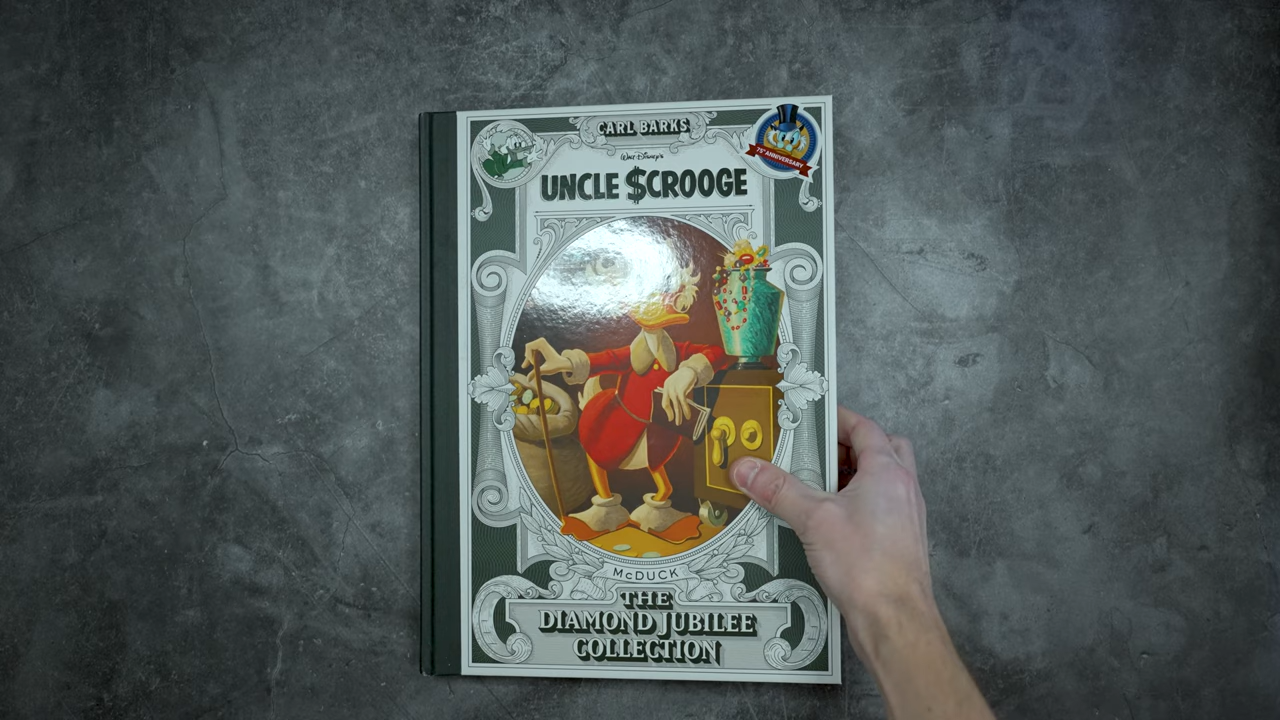 CARL BARKS
Walt Disney's
UNCLE $CROOGE
75TH ANNIVERSARY
McDUCK
THE
DIAMOND JUBILEE
COLLECTION